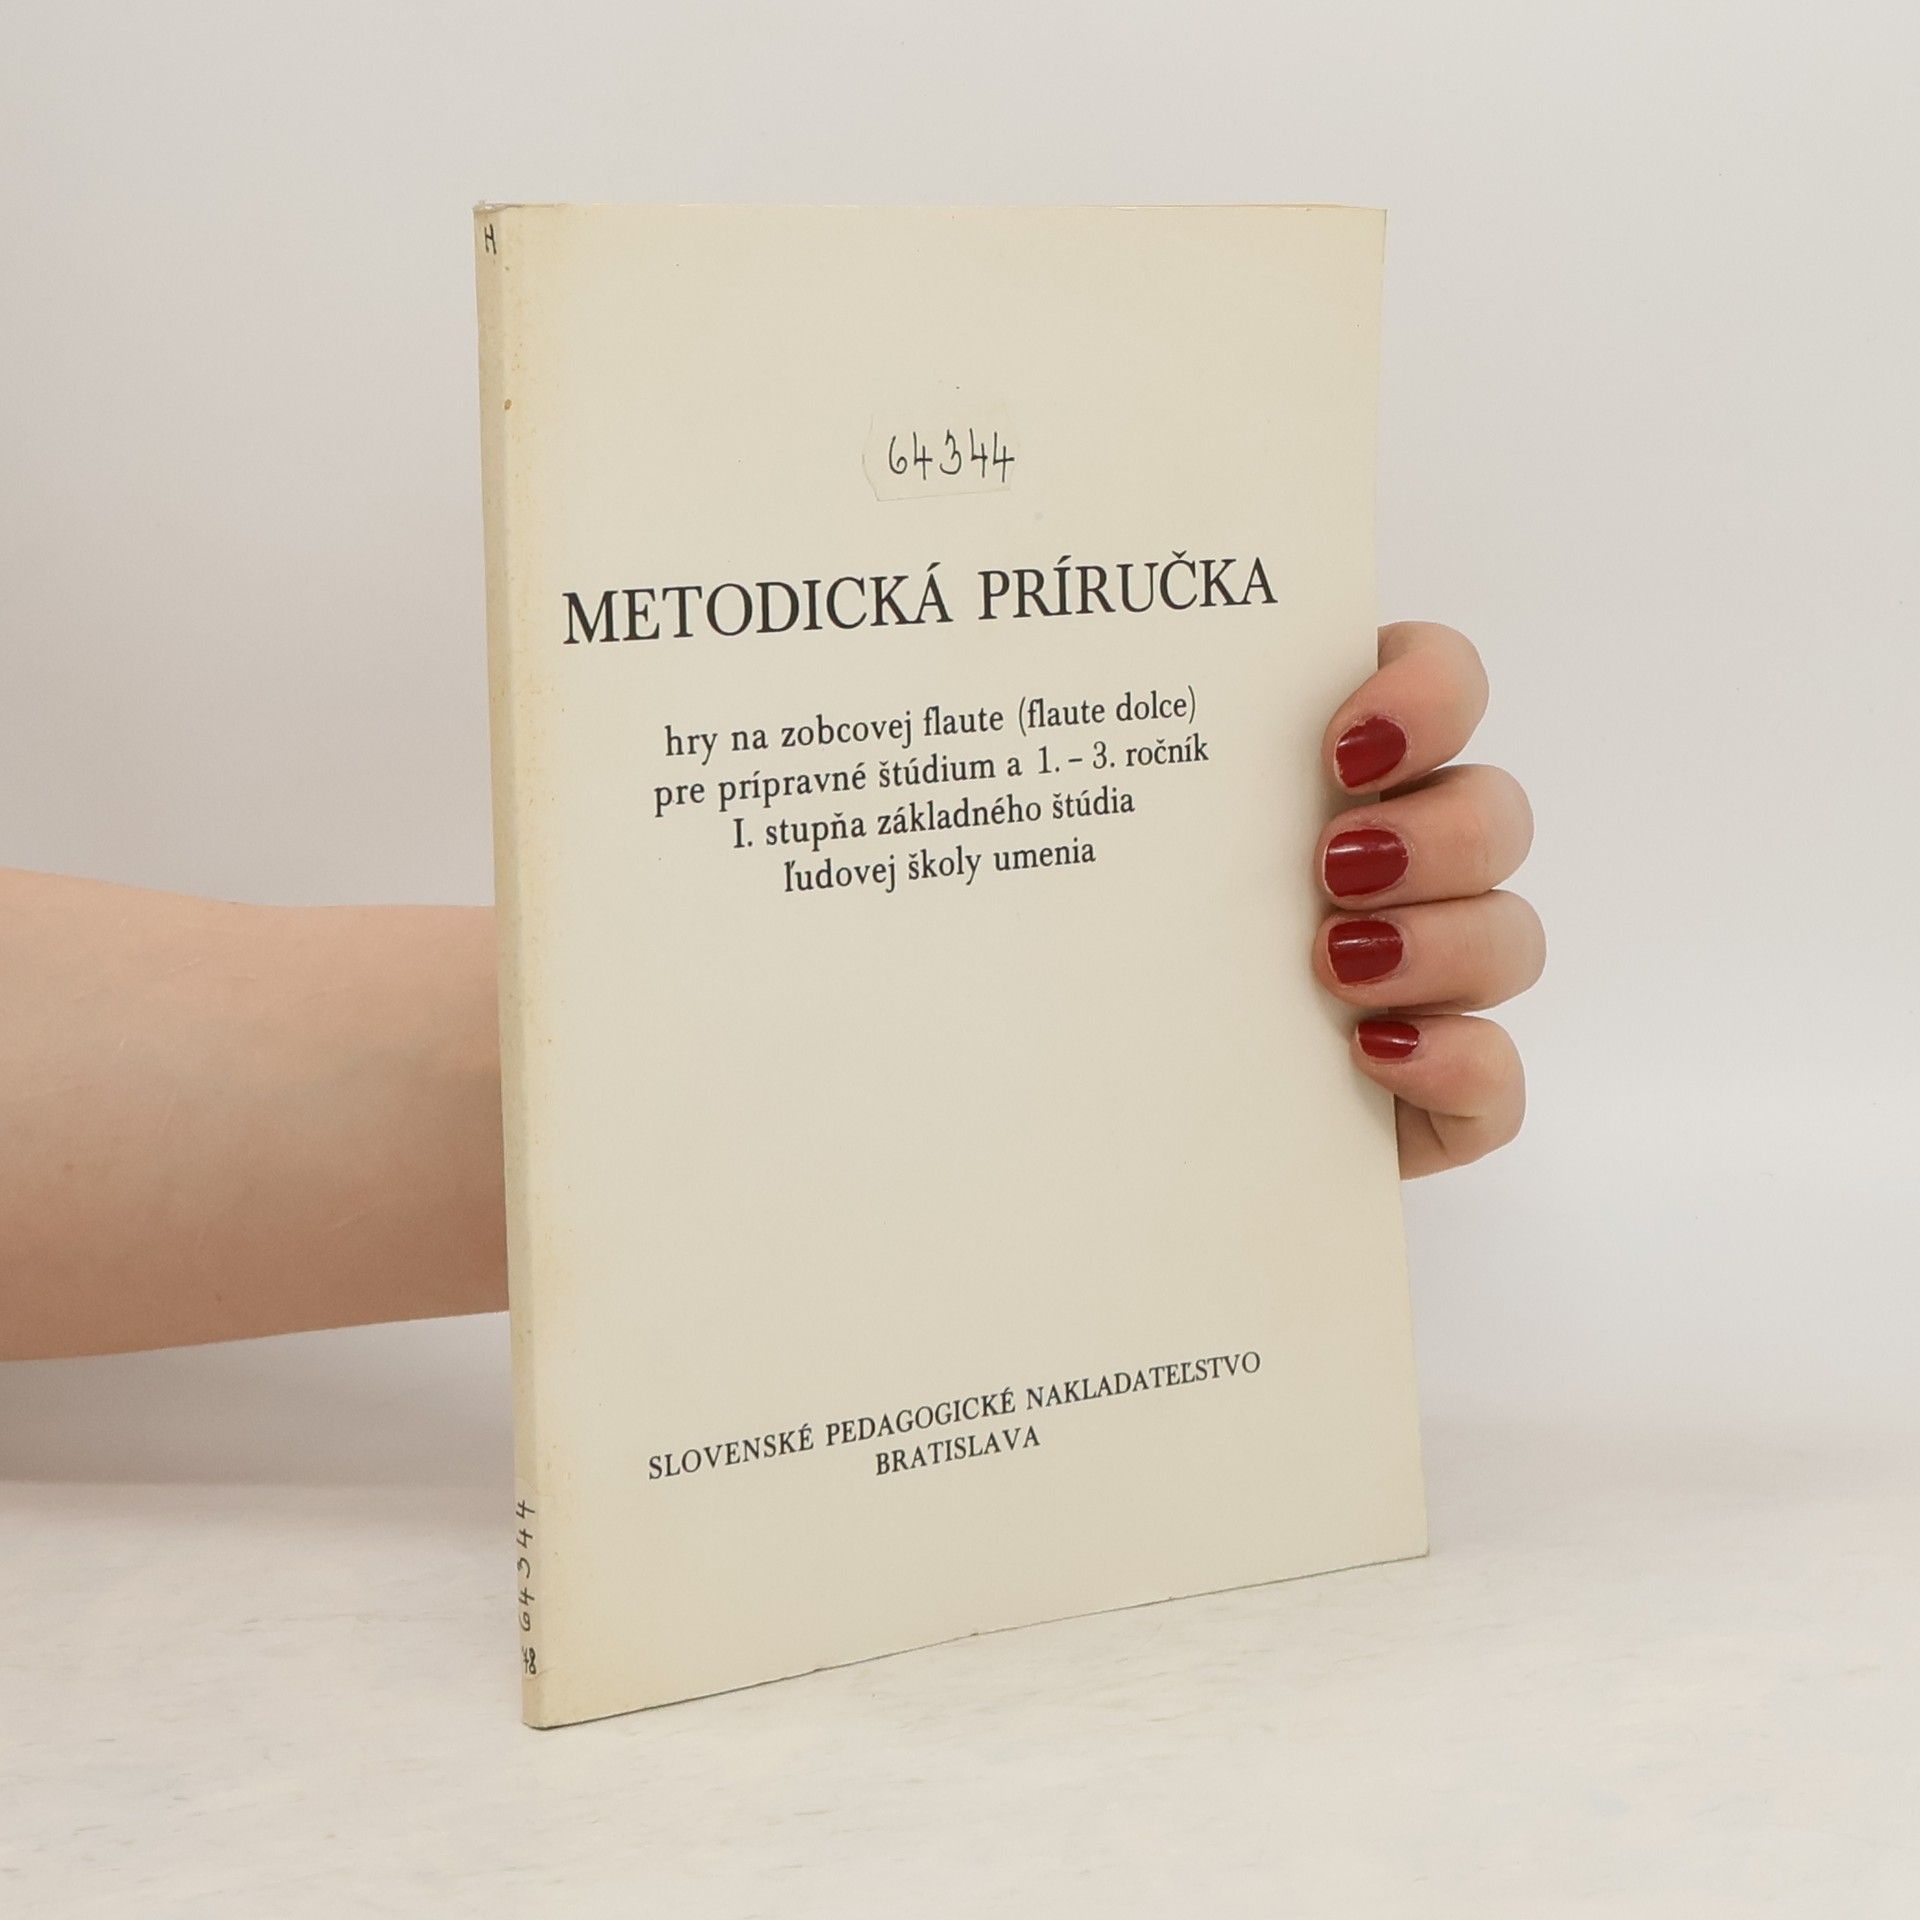 H
64344
METODICKÁ PRÍRUČKA
hry na zobcovej flaute (flaute dolce)
pre prípravné štúdium a 1. – 3. ročník
I. stupňa základného štúdia
ľudovej školy umenia
SLOVENSKÉ PEDAGOGICKÉ NAKLADATEĽSTVO
BRATISLAVA
64344
78